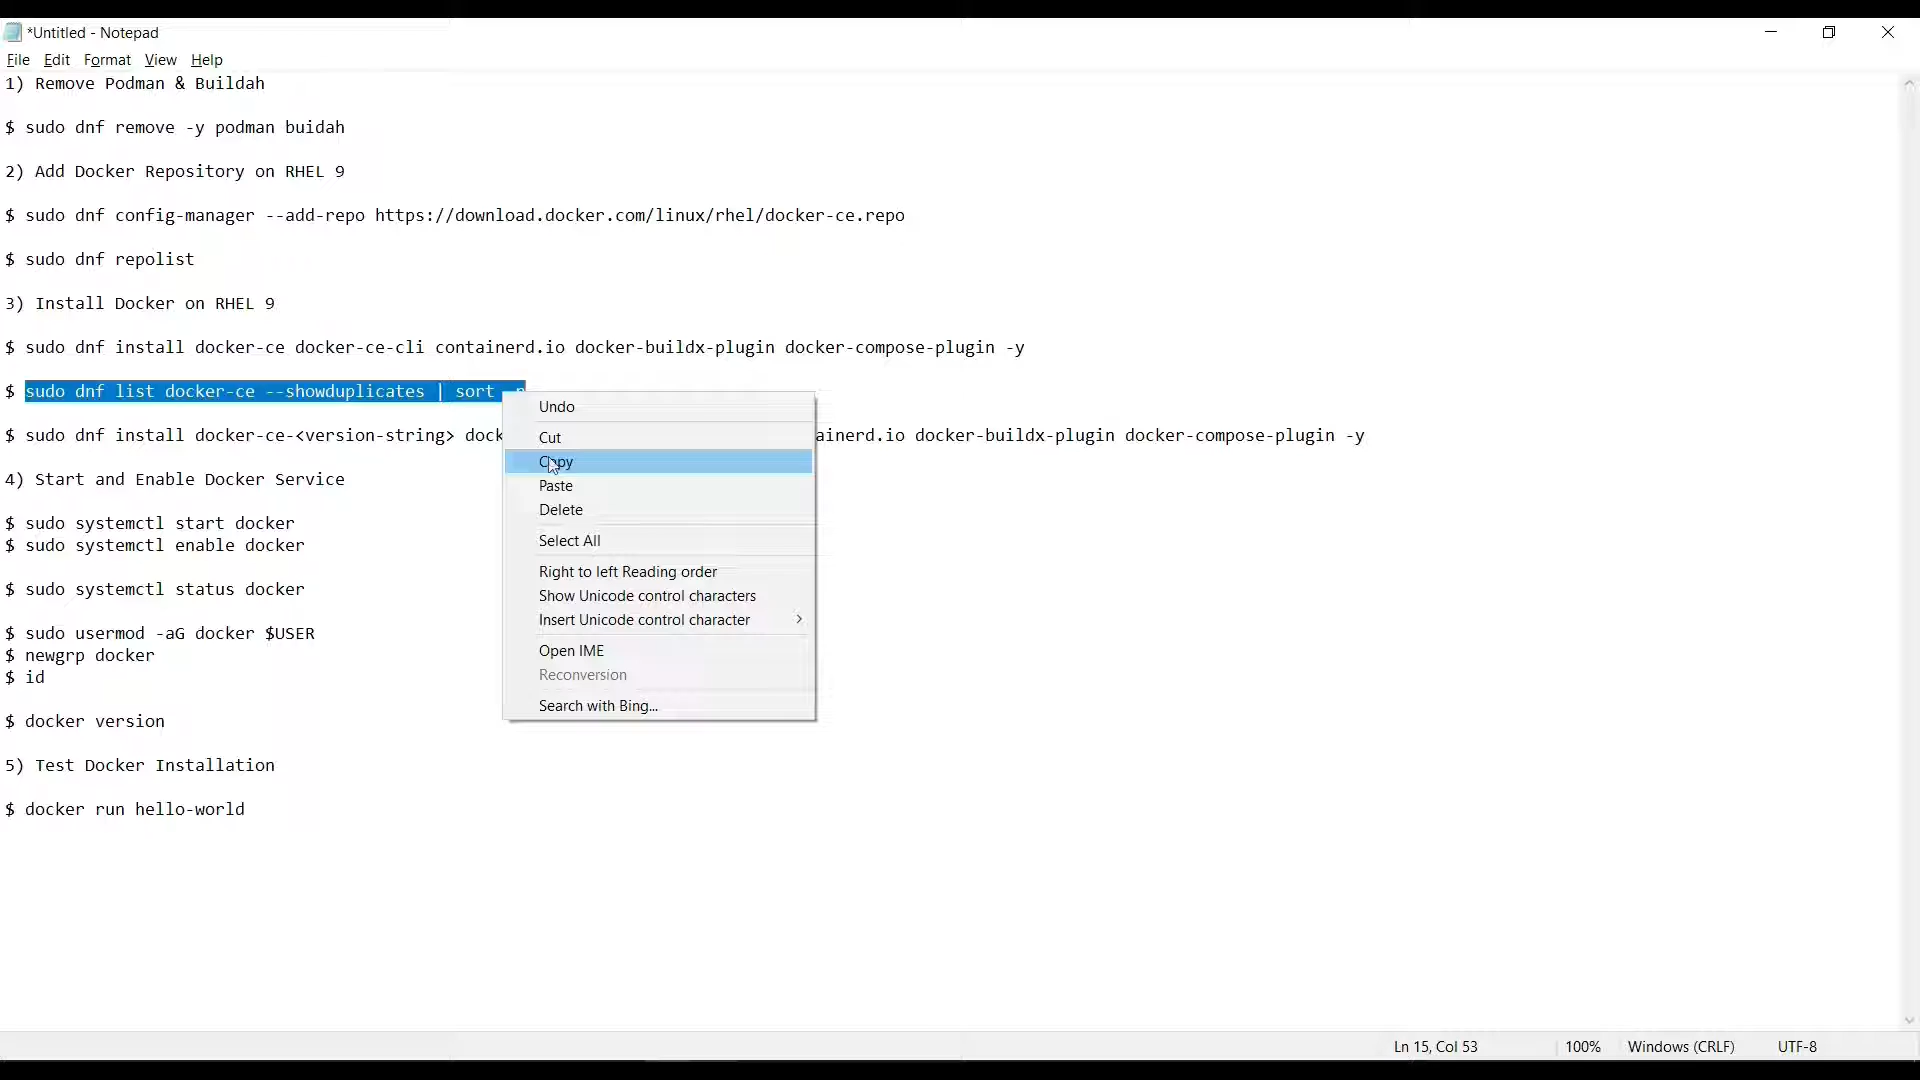 *Untitled - Notepad
File Edit Format View Help
1) Remove Podman & Buildah
$ sudo dnf remove -y podman buidah
2) Add Docker Repository on RHEL 9
$ sudo dnf config-manager --add-repo https://download.docker.com/linux/rhel/docker-ce.repo
$ sudo dnf repolist
3) Install Docker on RHEL 9
$ sudo dnf install docker-ce docker-ce-cli containerd.io docker-buildx-plugin docker-compose-plugin -y
$ sudo dnf list docker-ce --showduplicates | sort
$ sudo dnf install docker-ce-<version-string> dock ainerd.io docker-buildx-plugin docker-compose-plugin -y
4) Start and Enable Docker Service
$ sudo systemctl start docker
$ sudo systemctl enable docker
$ sudo systemctl status docker
$ sudo usermod -aG docker $USER
$ newgrp docker
$ id
$ docker version
5) Test Docker Installation
$ docker run hello-world
Undo
Cut
Copy
Paste
Delete
Select All
Right to left Reading order
Show Unicode control characters
Insert Unicode control character
Open IME
Reconversion
Search with Bing...
Ln 15, Col 53
100%
Windows (CRLF)
UTF-8